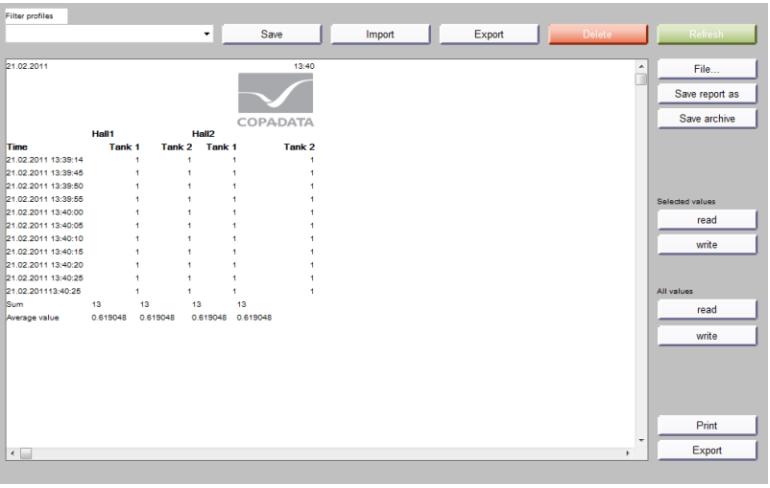 Filter profiles
Save Import Export Delete Refresh
21.02.2011 13:40
COPADATA
Hall1 Hall2
Time Tank 1 Tank 2 Tank 1 Tank 2
21.02.2011 13:39:14 1 1 1 1
21.02.2011 13:39:45 1 1 1 1
21.02.2011 13:39:50 1 1 1 1
21.02.2011 13:39:55 1 1 1 1
21.02.2011 13:40:00 1 1 1 1
21.02.2011 13:40:05 1 1 1 1
21.02.2011 13:40:10 1 1 1 1
21.02.2011 13:40:15 1 1 1 1
21.02.2011 13:40:20 1 1 1 1
21.02.2011 13:40:25 1 1 1 1
21.02.201113:40:25 1 1 1 1
Sum 13 13 13 13
Average value 0.619048 0.619048 0.619048 0.619048
File...
Save report as
Save archive
Selected values
read
write
All values
read
write
Print
Export